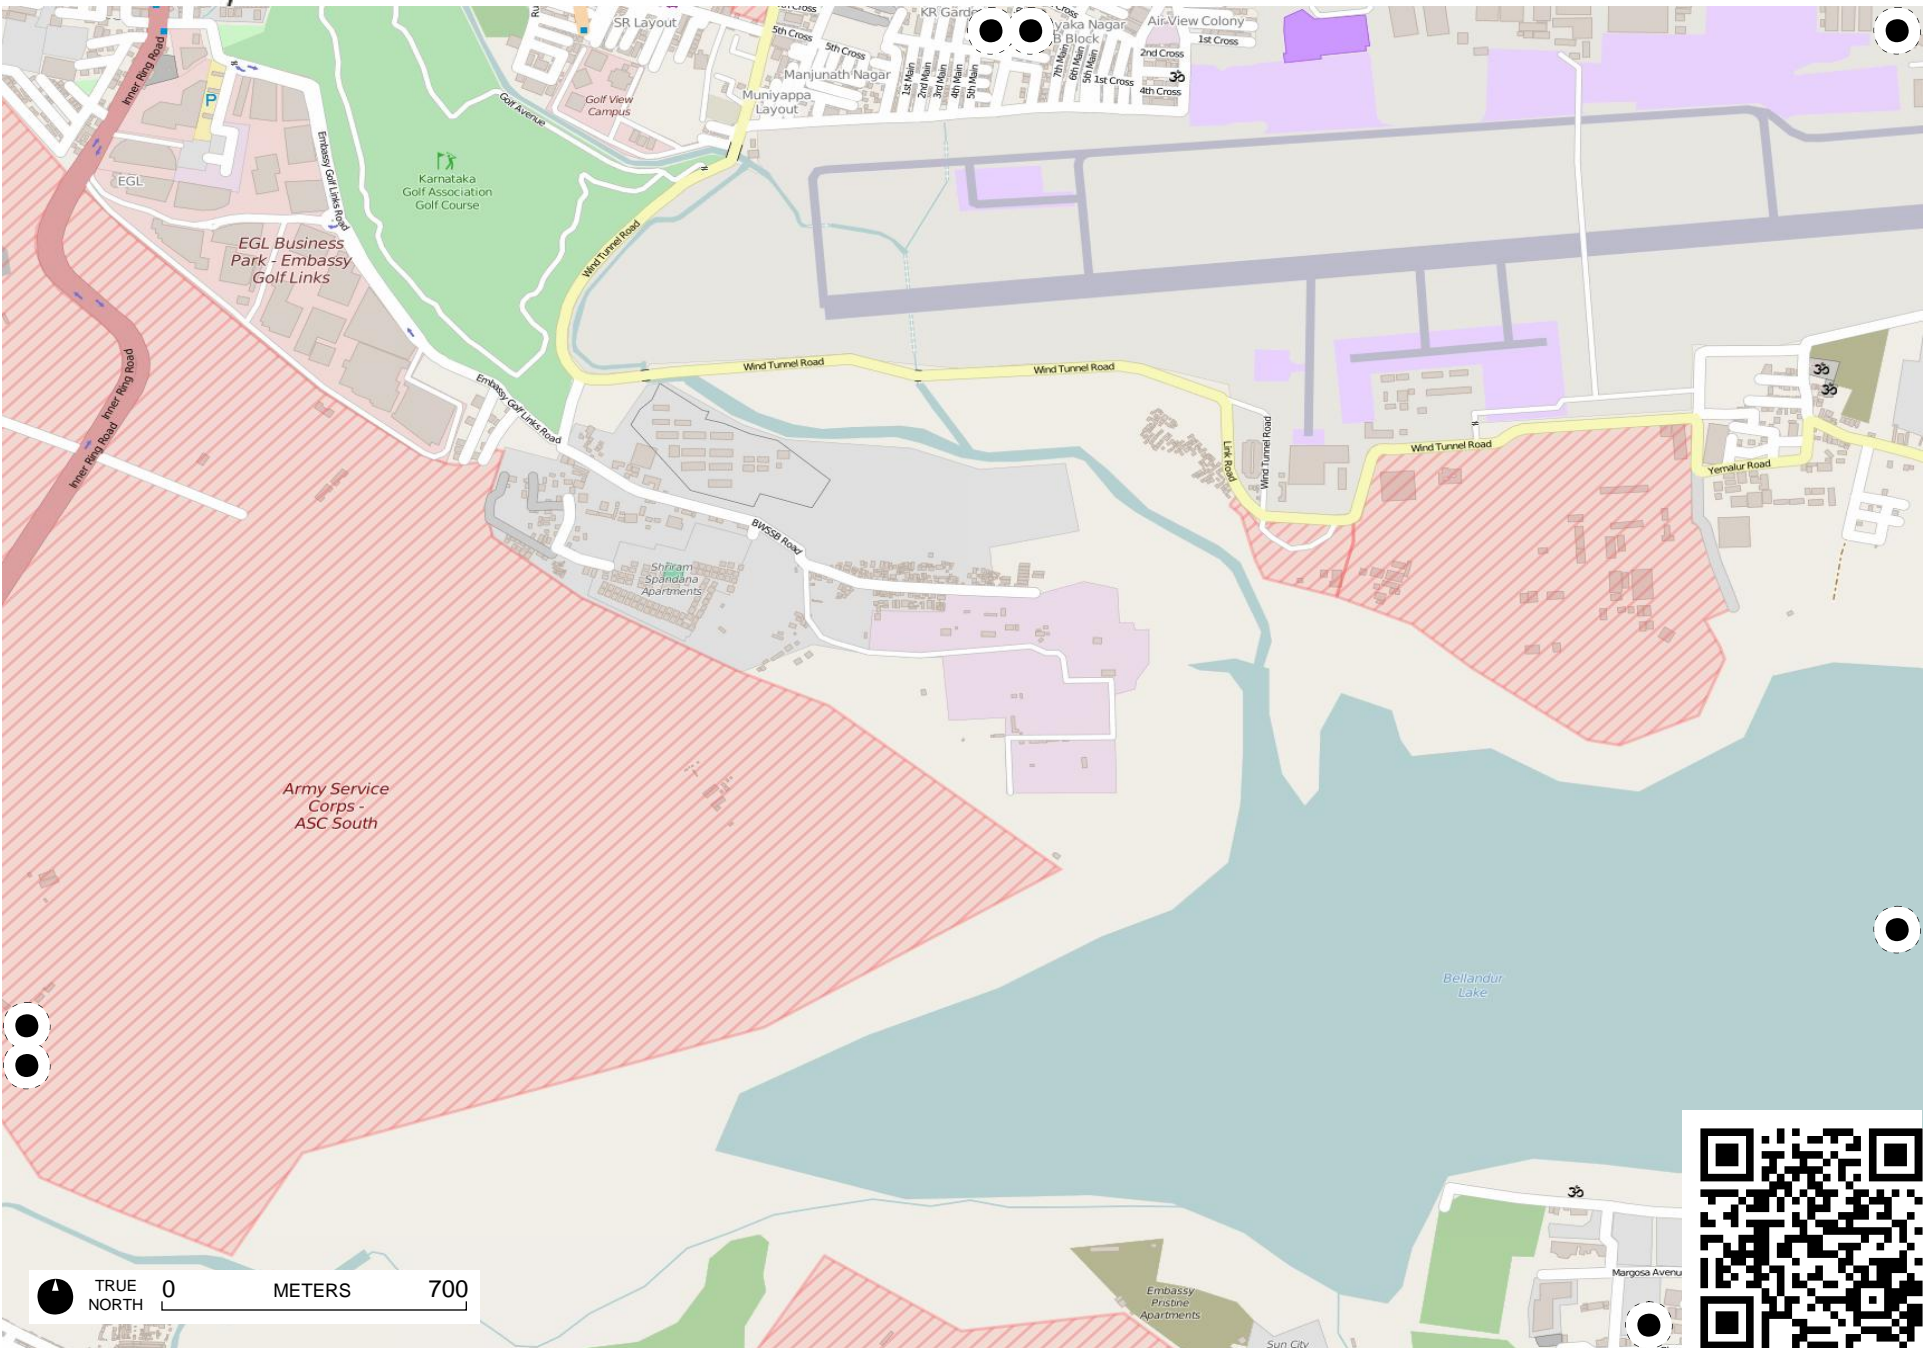 SR Layout
KR Garde
yaka Nagar
B Block
Air View Colony
5th Cross
5th Cross
2nd Cross
1st Cross
1st Cross
4th Cross
Manjunath Nagar
Muniyappa
Layout
1st Main
2nd Main
3rd Main
4th Main
5th Main
7th Main
6th Main
5th Main
Inner Ring Road
P
Golf View
Campus
Golf Avenue
Embassy Golf Links Road
Karnataka
Golf Association
Golf Course
EGL
EGL Business
Park - Embassy
Golf Links
Wind Tunnel Road
Wind Tunnel Road
Wind Tunnel Road
Inner Ring Road
Inner Ring Road
Embassy Golf Links Road
Link Road
Wind Tunnel Road
Wind Tunnel Road
Yemalur Road
ॐ
ॐ
ॐ
BWSSB Road
Shriram
Spandana
Apartments
Army Service
Corps -
ASC South
Bellandur
Lake
ॐ
Margosa Avenu
Embassy
Pristine
Apartments
Sun City
TRUE
NORTH
0 METERS 700